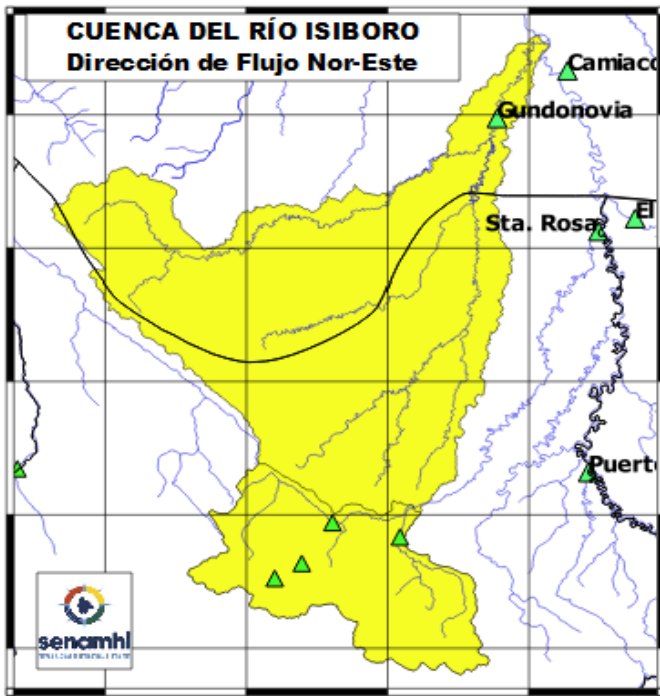 CUENCA DEL RÍO ISIBORO
Dirección de Flujo Nor-Este
Camiaco
Gundonovia
El
Sta. Rosa
Puerto
senamhi